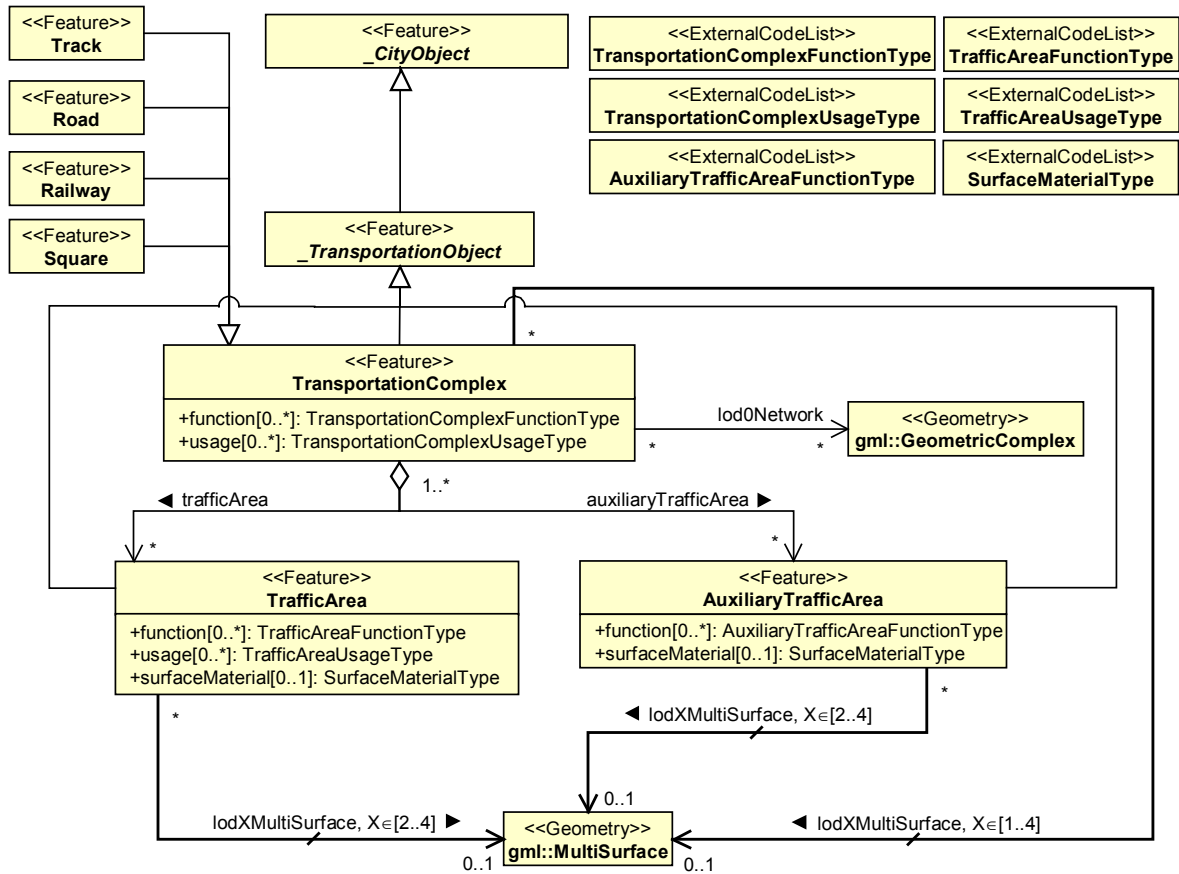 <<Feature>>
Track
<<Feature>>
Road
<<Feature>>
Railway
<<Feature>>
Square
<<Feature>>
_CityObject
<<Feature>>
_TransportationObject
<<ExternalCodeList>>
TransportationComplexFunctionType
<<ExternalCodeList>>
TrafficAreaFunctionType
<<ExternalCodeList>>
TransportationComplexUsageType
<<ExternalCodeList>>
TrafficAreaUsageType
<<ExternalCodeList>>
AuxiliaryTrafficAreaFunctionType
<<ExternalCodeList>>
SurfaceMaterialType
*
<<Feature>>
TransportationComplex
+function[0..*]: TransportationComplexFunctionType
+usage[0..*]: TransportationComplexUsageType
lod0Network
*
*
<<Geometry>>
gml::GeometricComplex
1..*
◄ trafficArea
auxiliaryTrafficArea ►
*
*
<<Feature>>
TrafficArea
+function[0..*]: TrafficAreaFunctionType
+usage[0..*]: TrafficAreaUsageType
+surfaceMaterial[0..1]: SurfaceMaterialType
<<Feature>>
AuxiliaryTrafficArea
+function[0..*]: AuxiliaryTrafficAreaFunctionType
+surfaceMaterial[0..1]: SurfaceMaterialType
*
*
◄ lodXMultiSurface, X∈[2..4]
0..1
lodXMultiSurface, X∈[2..4] ►
0..1
<<Geometry>>
gml::MultiSurface
◄ lodXMultiSurface, X∈[1..4]
0..1